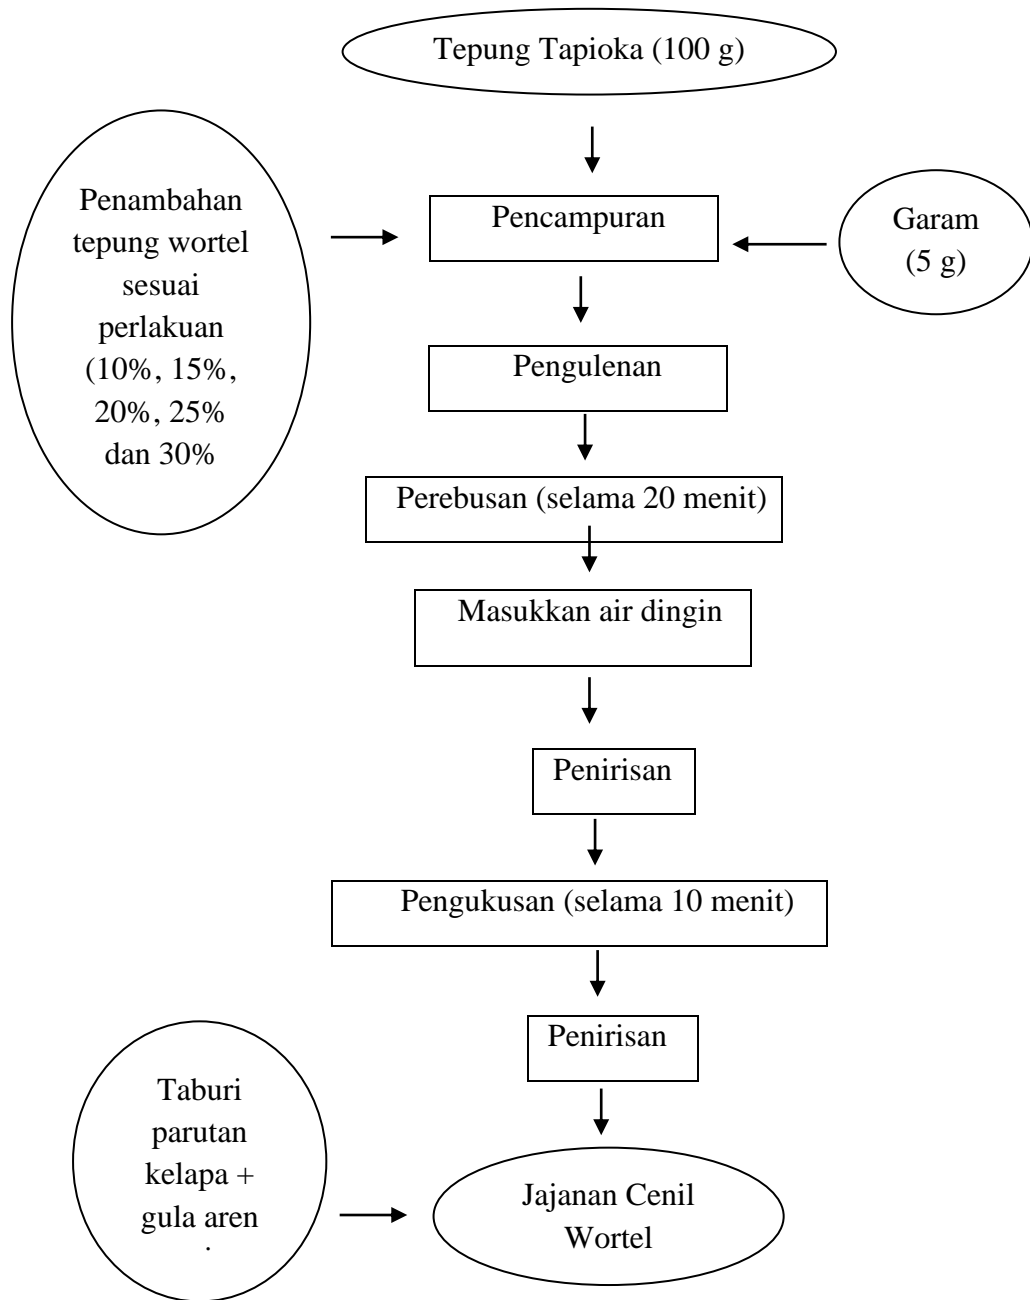 Tepung Tapioka (100 g)
Penambahan
tepung wortel
sesuai
perlakuan
(10%, 15%,
20%, 25%
dan 30%
Pencampuran
Garam
(5 g)
Pengulenan
Perebusan (selama 20 menit)
Masukkan air dingin
Penirisan
Pengukusan (selama 10 menit)
Penirisan
Taburi
parutan
kelapa +
gula aren
.
Jajanan Cenil
Wortel